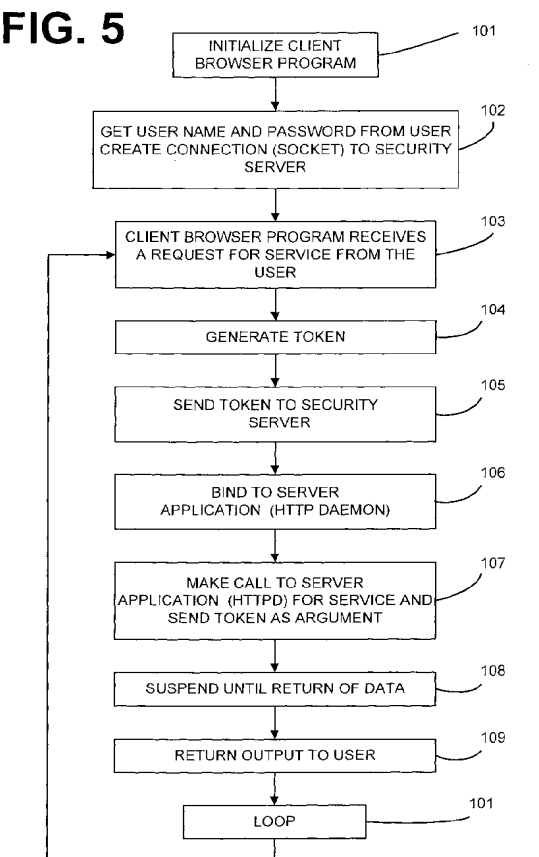 FIG. 5
INITIALIZE CLIENT
BROWSER PROGRAM
101
GET USER NAME AND PASSWORD FROM USER
CREATE CONNECTION (SOCKET) TO SECURITY
SERVER
102
CLIENT BROWSER PROGRAM RECEIVES
A REQUEST FOR SERVICE FROM THE
USER
103
GENERATE TOKEN
104
SEND TOKEN TO SECURITY
SERVER
105
BIND TO SERVER
APPLICATION (HTTP DAEMON)
106
MAKE CALL TO SERVER
APPLICATION (HTTPD) FOR SERVICE AND
SEND TOKEN AS ARGUMENT
107
SUSPEND UNTIL RETURN OF DATA
108
RETURN OUTPUT TO USER
109
LOOP
101